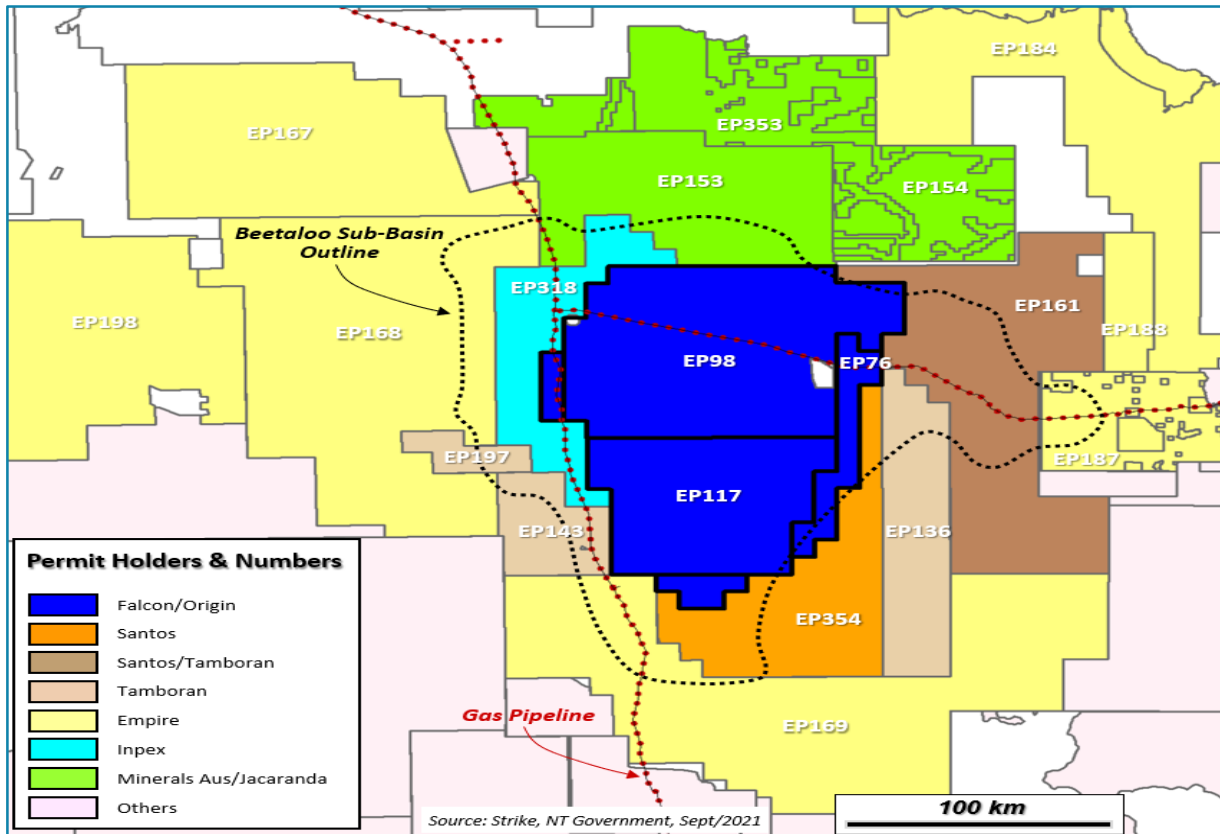 EP184
EP167
EP353
EP153
EP154
Beetaloo Sub-Basin
Outline
EP318
EP161
EP198
EP168
EP188
EP98
EP76
EP197
EP187
EP117
EP143
EP136
EP354
EP169
Gas Pipeline
Permit Holders & Numbers
Falcon/Origin
Santos
Santos/Tamboran
Tamboran
Empire
Inpex
Minerals Aus/Jacaranda
Others
Source: Strike, NT Government, Sept/2021
100 km